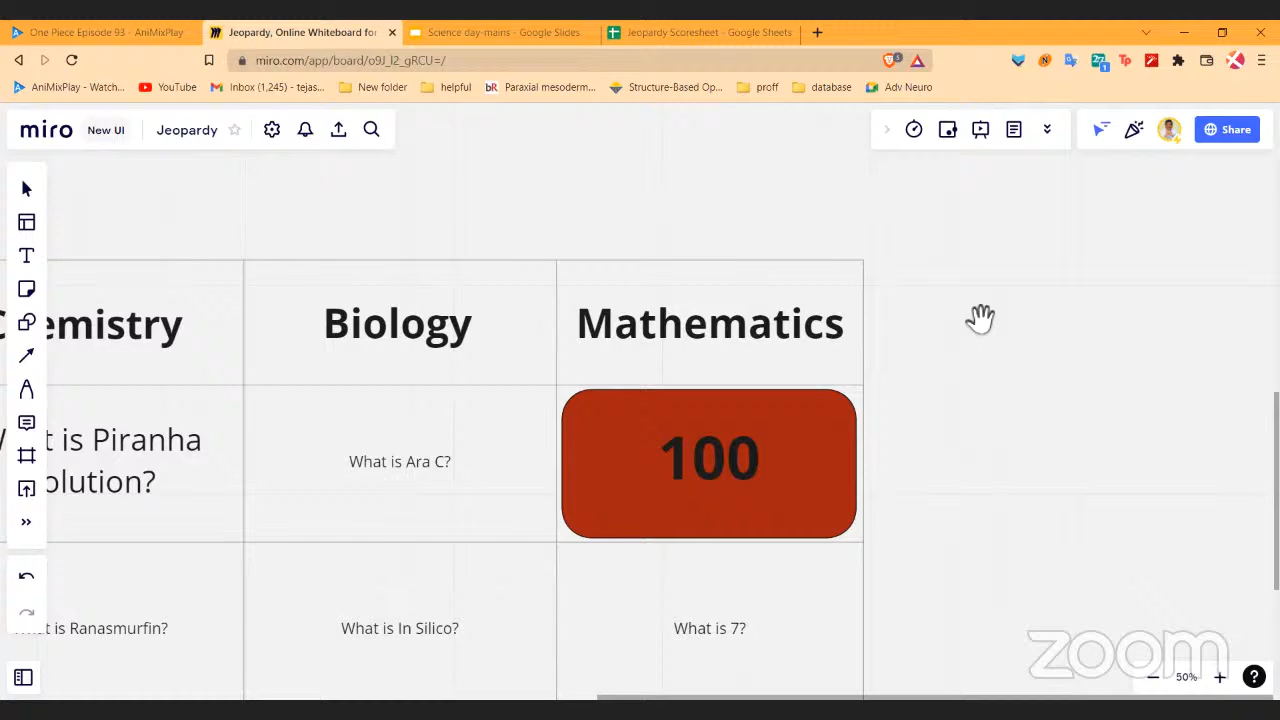 One Piece Episode 93 - AniMixPlay
Jeopardy, Online Whiteboard for
Science day-mains - Google Slides
Jeopardy Scoresheet - Google Sheets
miro.com/app/board/o9J_l2_gRCU=/
AniMixPlay - Watch...
YouTube
Inbox (1,245) - tejas...
New folder
helpful
bR Paraxial mesoderm...
Structure-Based Op...
proff
database
Adv Neuro
miro
New UI
Jeopardy
Share
emistry
Biology
Mathematics
t is Piranha
olution?
What is Ara C?
100
is Ranasmurfin?
What is In Silico?
What is 7?
zoom
50%